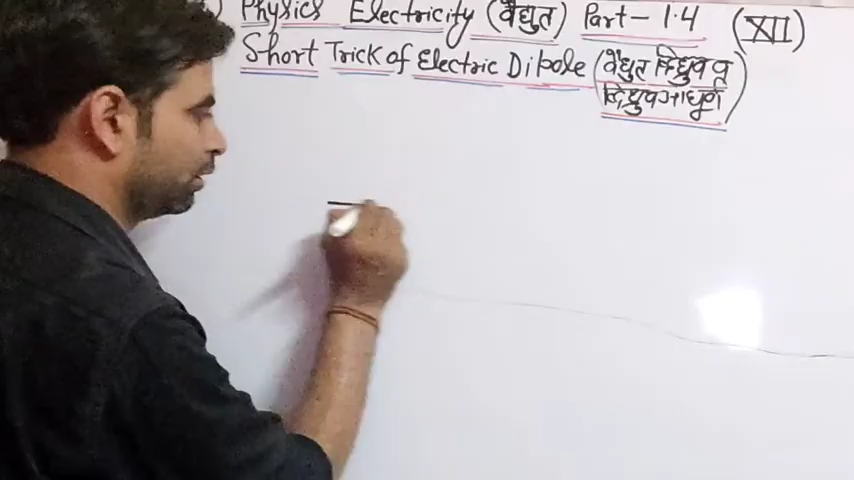 Physics Electricity (वैधुत) Part - 1.4 (XII)
Short Trick of Electric Dipole (वैधुत द्विध्रुव व
द्विध्रुव आघूर्ण)